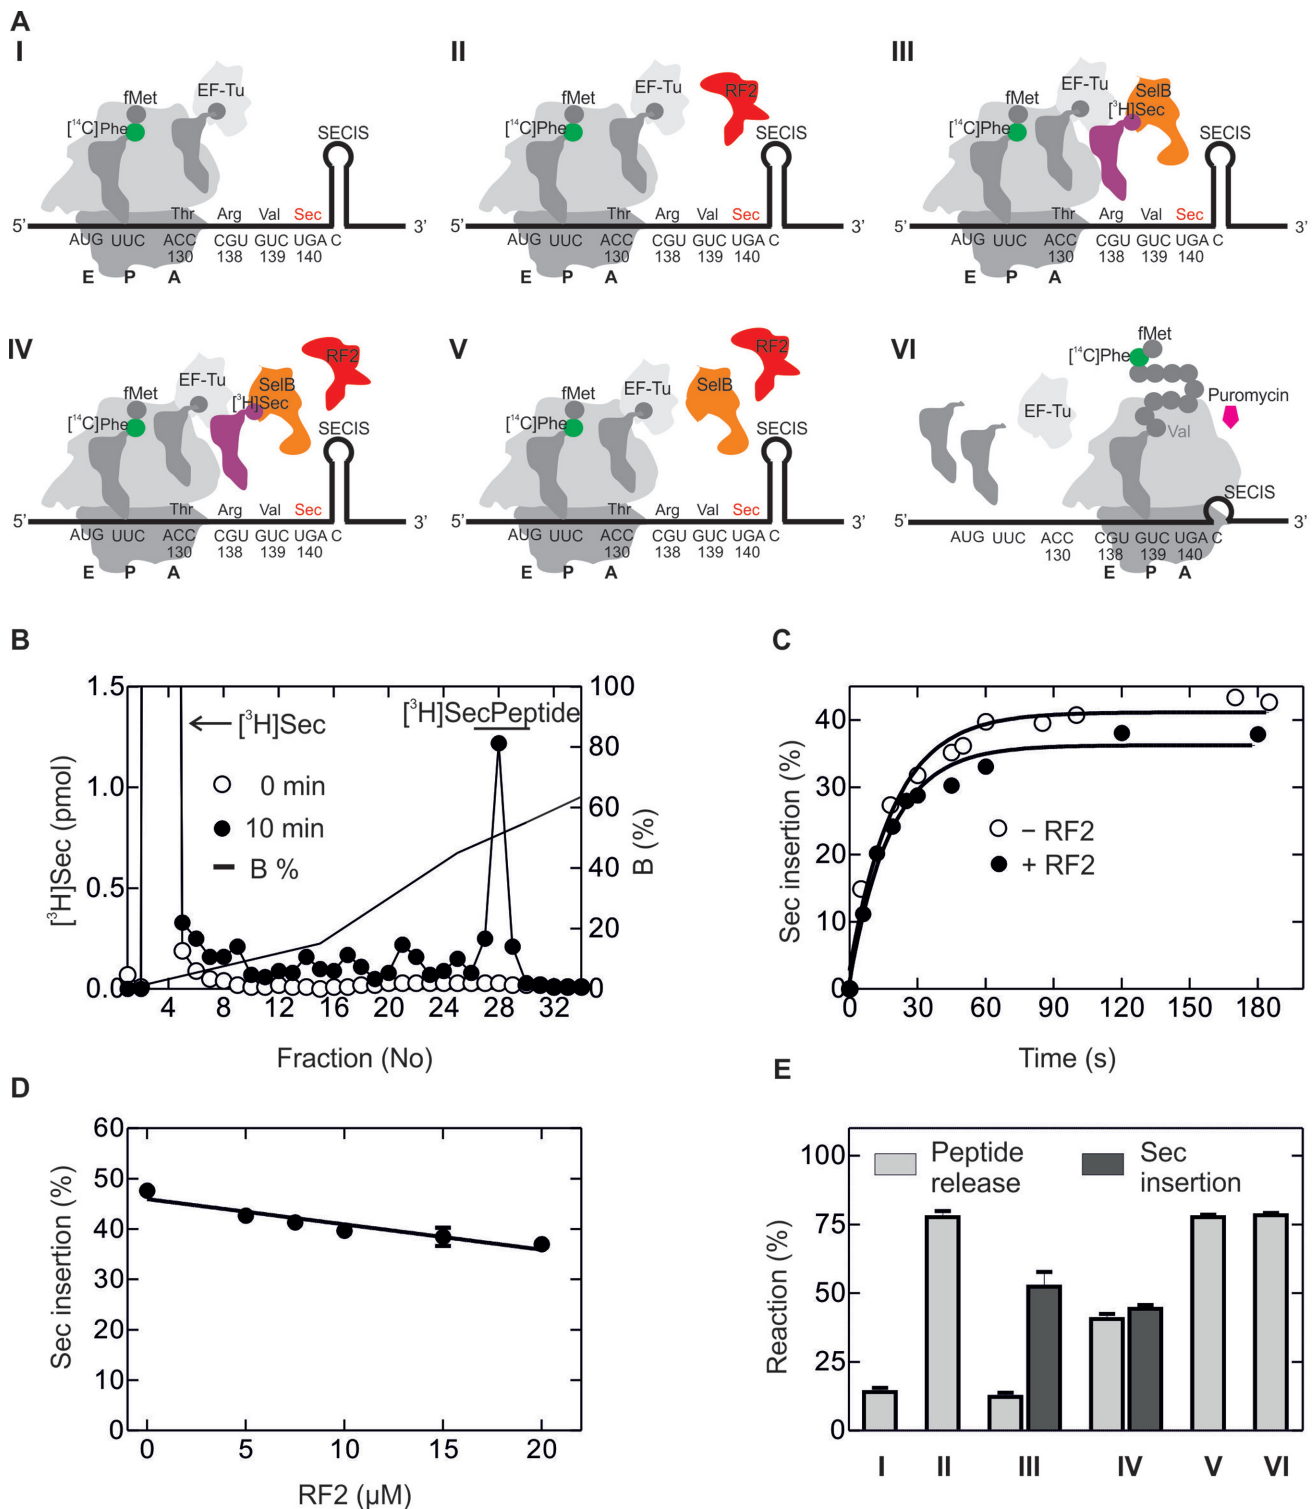 A
I
EF-Tu
fMet
[¹⁴C]Phe
SECIS
Thr Arg Val Sec
5' 3'
AUG UUC ACC CGU GUC UGA C
130 138 139 140
E P A
II
RF2
EF-Tu
fMet
[¹⁴C]Phe
SECIS
Thr Arg Val Sec
5' 3'
AUG UUC ACC CGU GUC UGA C
130 138 139 140
E P A
III
EF-Tu SelB
fMet [³H]Sec
[¹⁴C]Phe
SECIS
Thr Arg Val Sec
5' 3'
AUG UUC ACC CGU GUC UGA C
130 138 139 140
E P A
IV
RF2
EF-Tu SelB
fMet [³H]Sec
[¹⁴C]Phe
SECIS
Thr Arg Val Sec
5' 3'
AUG UUC ACC CGU GUC UGA C
130 138 139 140
E P A
V
RF2
EF-Tu SelB
fMet
[¹⁴C]Phe
SECIS
Thr Arg Val Sec
5' 3'
AUG UUC ACC CGU GUC UGA C
130 138 139 140
E P A
VI
fMet
[¹⁴C]Phe
Puromycin
EF-Tu
Val
SECIS
5' 3'
AUG UUC ACC CGU GUC UGA C
130 138 139 140
E P A
B
1.5
1.0
0.5
0.0
[³H]Sec (pmol)
[³H]Sec
[³H]SecPeptide
0 min
10 min
B %
100
80
60
40
20
0
B (%)
4 8 12 16 20 24 28 32
Fraction (No)
C
40
30
20
10
0
Sec insertion (%)
– RF2
+ RF2
0 30 60 90 120 150 180
Time (s)
D
60
50
40
30
20
10
0
Sec insertion (%)
0 5 10 15 20
RF2 (µM)
E
100
75
50
25
0
Reaction (%)
Peptide
release
Sec
insertion
I II III IV V VI